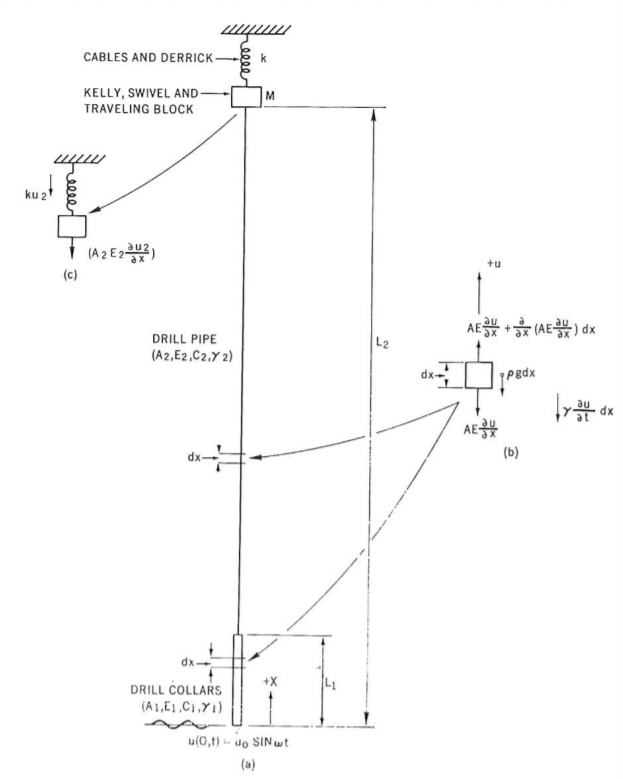 CABLES AND DERRICK
k
KELLY, SWIVEL AND
TRAVELING BLOCK
M
ku2
(A2E2 ∂u2/∂x)
(c)
+u
AE ∂u/∂x + ∂/∂x (AE ∂u/∂x) dx
dx
ρgdx
γ ∂u/∂t dx
AE ∂u/∂x
(b)
DRILL PIPE
(A2,E2,C2,γ2)
L2
dx
dx
+X
L1
DRILL COLLARS
(A1,E1,C1,γ1)
u(0,t) = u0 SIN ωt
(a)